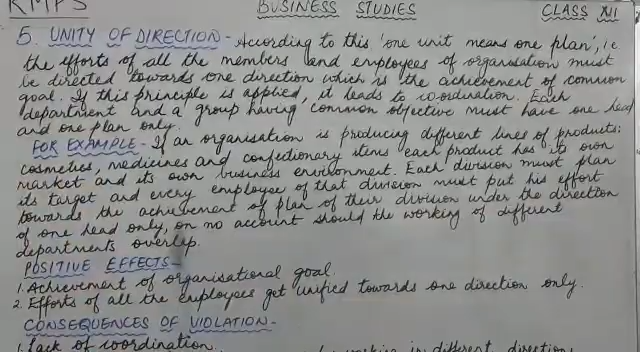 RMPS BUSINESS STUDIES CLASS XII
5. UNITY OF DIRECTION - According to this 'one unit means one plan', i.e
the efforts of all the members and employees of organisation must
be directed towards one direction which is the achievement of common
goal. If this principle is applied, it leads to coordination. Each
department and a group having common objective must have one head
and one plan only.
FOR EXAMPLE - If an organisation is producing different lines of products:
cosmetics, medicines and confectionary items each product has its own
market and its own business environment. Each division must plan
its target and every employee of that division must put his effort
towards the achievement of plan of their division under the direction
of one head only, on no account should the working of different
departments overlap.
POSITIVE EFFECTS -
1. Achievement of organisational goal.
2. Efforts of all the employees get unified towards one direction only.
CONSEQUENCES OF VIOLATION -
1. Lack of coordination.
working in different direction